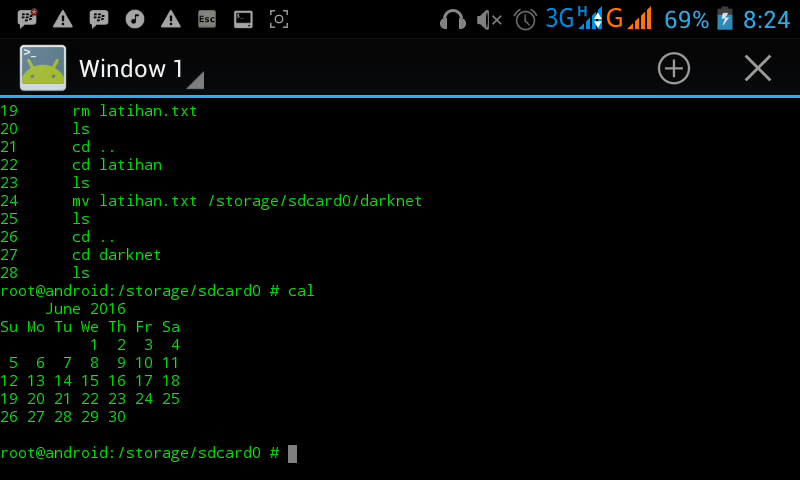 Esc 3G H G 69% 8:24
>_ Window 1
19      rm latihan.txt
20      ls
21      cd ..
22      cd latihan
23      ls
24      mv latihan.txt /storage/sdcard0/darknet
25      ls
26      cd ..
27      cd darknet
28      ls
root@android:/storage/sdcard0 # cal
     June 2016
Su Mo Tu We Th Fr Sa
          1  2  3  4
 5  6  7  8  9 10 11
12 13 14 15 16 17 18
19 20 21 22 23 24 25
26 27 28 29 30
root@android:/storage/sdcard0 #